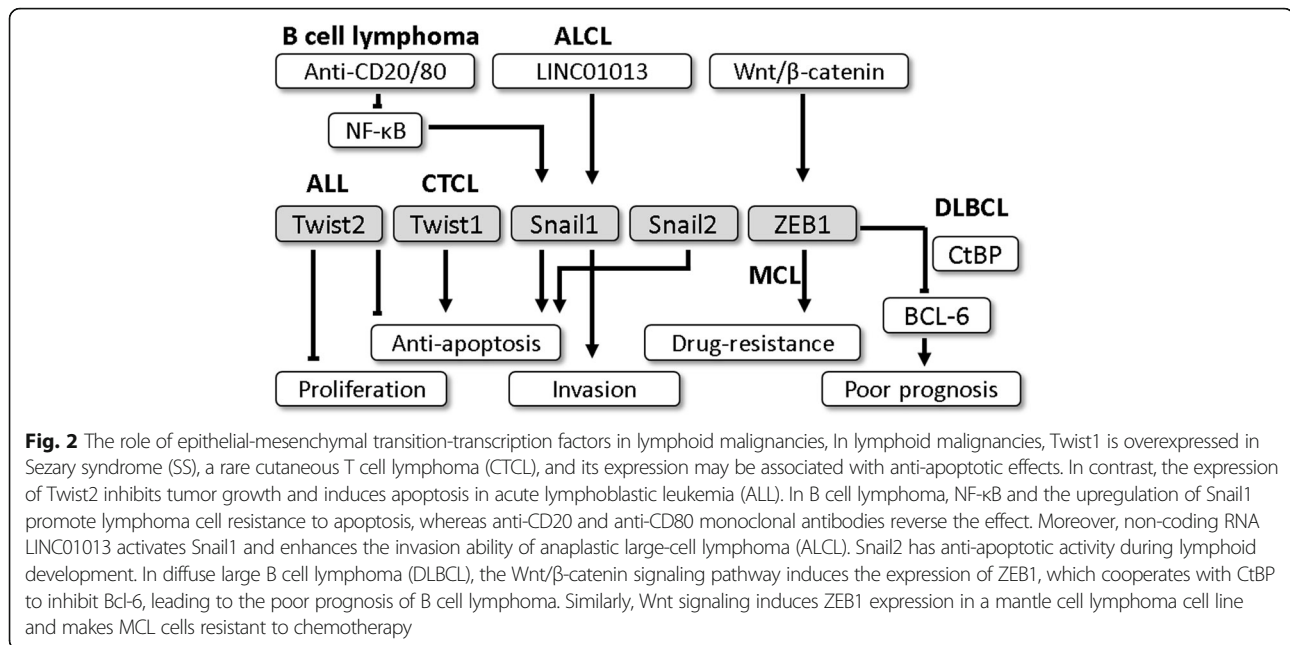 B cell lymphoma ALCL
Anti-CD20/80 LINC01013 Wnt/β-catenin
NF-κB
ALL CTCL DLBCL
Twist2 Twist1 Snail1 Snail2 ZEB1
CtBP
MCL
BCL-6
Anti-apoptosis Drug-resistance
Proliferation Invasion Poor prognosis
Fig. 2 The role of epithelial-mesenchymal transition-transcription factors in lymphoid malignancies, In lymphoid malignancies, Twist1 is overexpressed in
Sezary syndrome (SS), a rare cutaneous T cell lymphoma (CTCL), and its expression may be associated with anti-apoptotic effects. In contrast, the expression
of Twist2 inhibits tumor growth and induces apoptosis in acute lymphoblastic leukemia (ALL). In B cell lymphoma, NF-κB and the upregulation of Snail1
promote lymphoma cell resistance to apoptosis, whereas anti-CD20 and anti-CD80 monoclonal antibodies reverse the effect. Moreover, non-coding RNA
LINC01013 activates Snail1 and enhances the invasion ability of anaplastic large-cell lymphoma (ALCL). Snail2 has anti-apoptotic activity during lymphoid
development. In diffuse large B cell lymphoma (DLBCL), the Wnt/β-catenin signaling pathway induces the expression of ZEB1, which cooperates with CtBP
to inhibit Bcl-6, leading to the poor prognosis of B cell lymphoma. Similarly, Wnt signaling induces ZEB1 expression in a mantle cell lymphoma cell line
and makes MCL cells resistant to chemotherapy